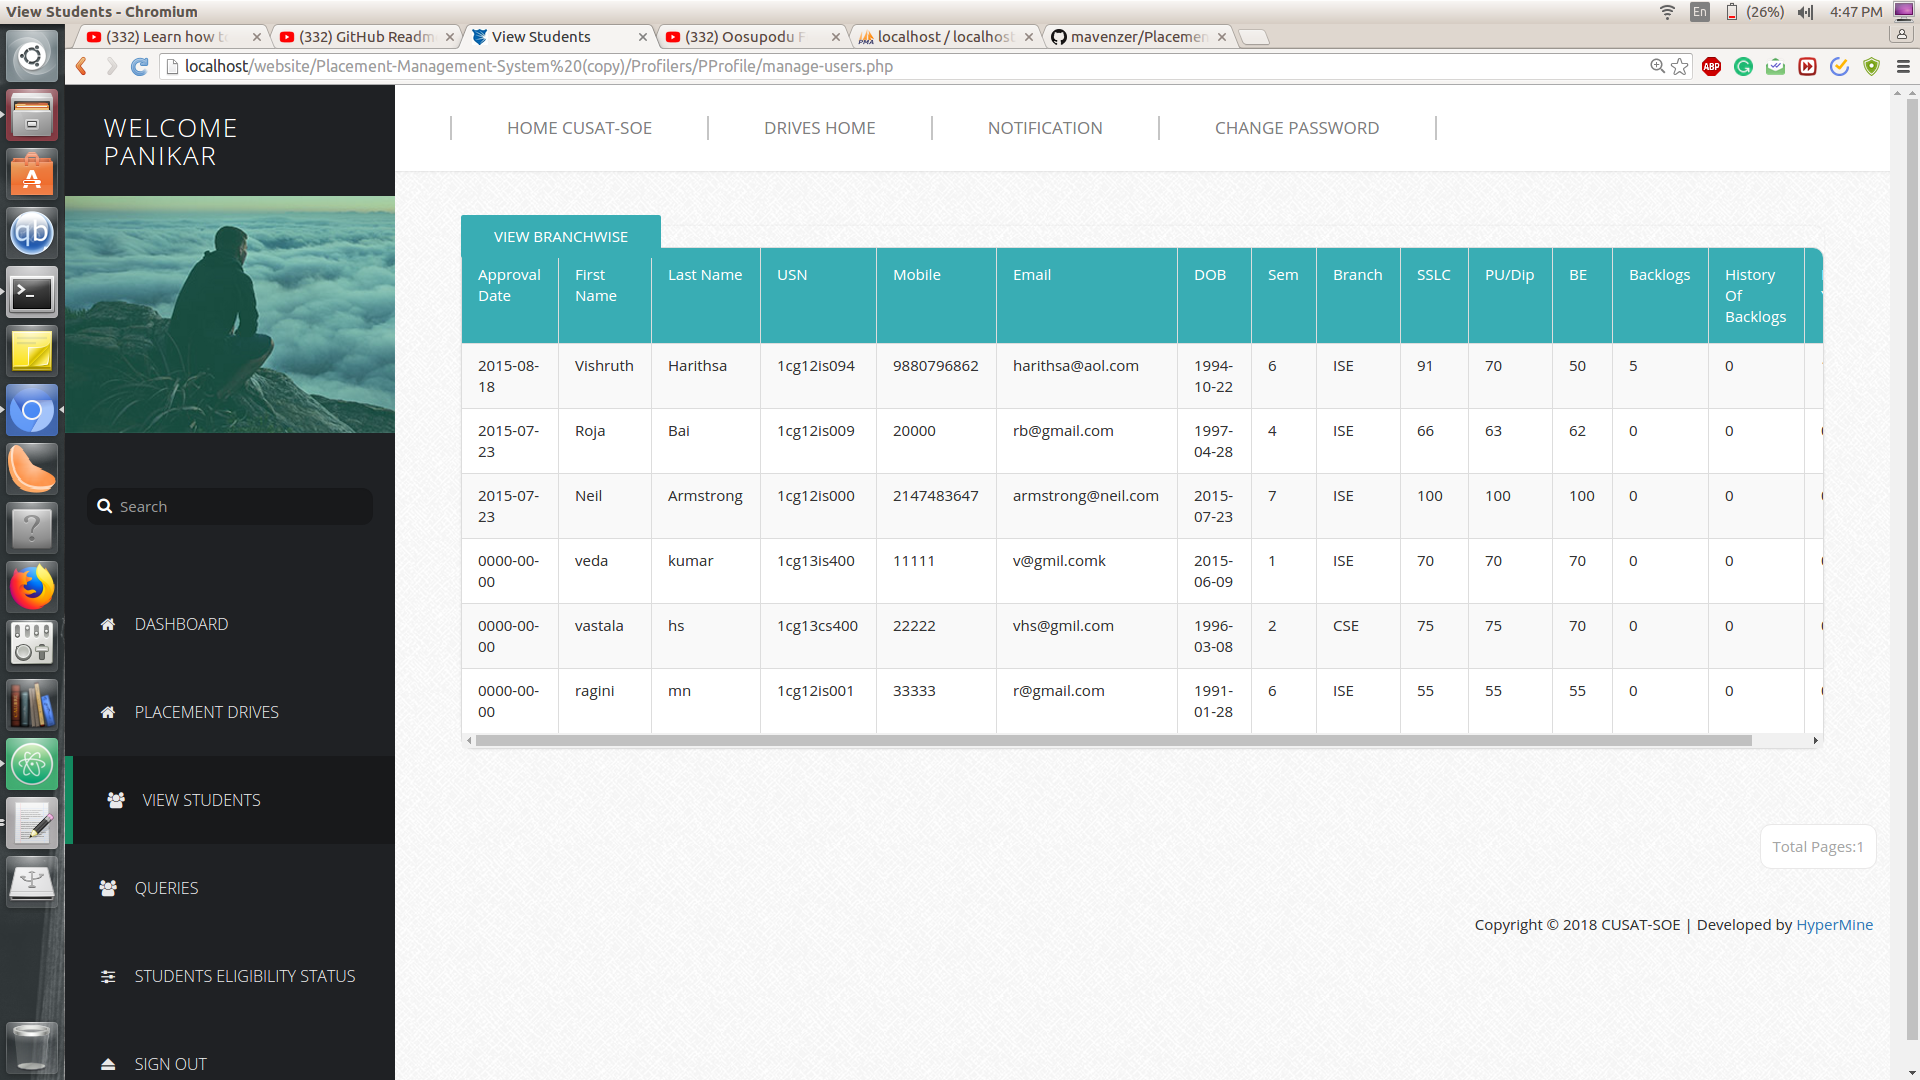 View Students - Chromium
En
(26%)
4:47 PM
(332) Learn how t
(332) GitHub Readm
View Students
(332) Oosupodu F
localhost / localhos
mavenzer/Placemen
localhost/website/Placement-Management-System%20(copy)/Profilers/PProfile/manage-users.php
ABP
WELCOME
PANIKAR
HOME CUSAT-SOE
DRIVES HOME
NOTIFICATION
CHANGE PASSWORD
VIEW BRANCHWISE
Approval Date First Name Last Name USN Mobile Email DOB Sem Branch SSLC PU/Dip BE Backlogs History Of Backlogs
2015-08-18 Vishruth Harithsa 1cg12is094 9880796862 harithsa@aol.com 1994-10-22 6 ISE 91 70 50 5 0
2015-07-23 Roja Bai 1cg12is009 20000 rb@gmail.com 1997-04-28 4 ISE 66 63 62 0 0
2015-07-23 Neil Armstrong 1cg12is000 2147483647 armstrong@neil.com 2015-07-23 7 ISE 100 100 100 0 0
0000-00-00 veda kumar 1cg13is400 11111 v@gmil.comk 2015-06-09 1 ISE 70 70 70 0 0
0000-00-00 vastala hs 1cg13cs400 22222 vhs@gmil.com 1996-03-08 2 CSE 75 75 70 0 0
0000-00-00 ragini mn 1cg12is001 33333 r@gmail.com 1991-01-28 6 ISE 55 55 55 0 0
Search
DASHBOARD
PLACEMENT DRIVES
VIEW STUDENTS
QUERIES
STUDENTS ELIGIBILITY STATUS
SIGN OUT
Total Pages:1
Copyright © 2018 CUSAT-SOE | Developed by HyperMine
qb